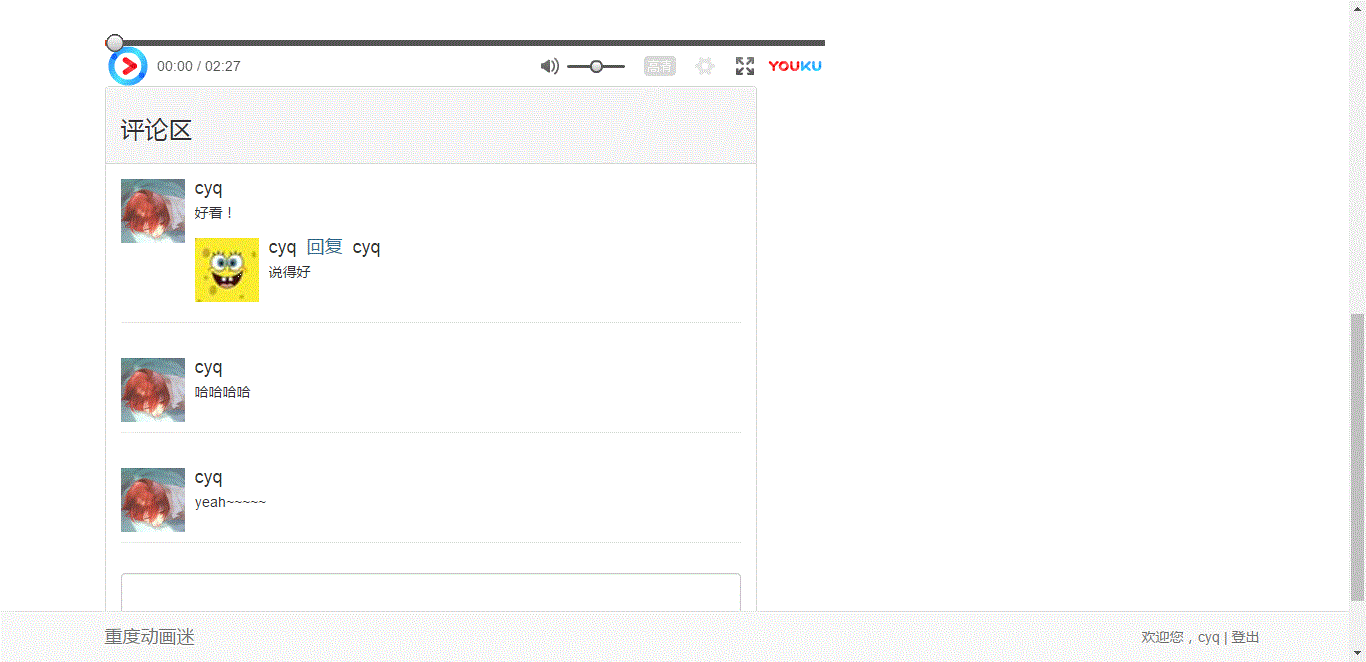 00:00 / 02:27 高清 YOUKU
评论区
cyq
好看！
cyq 回复 cyq
说得好
cyq
哈哈哈哈
cyq
yeah~~~~~
重度动画迷 欢迎您，cyq | 登出